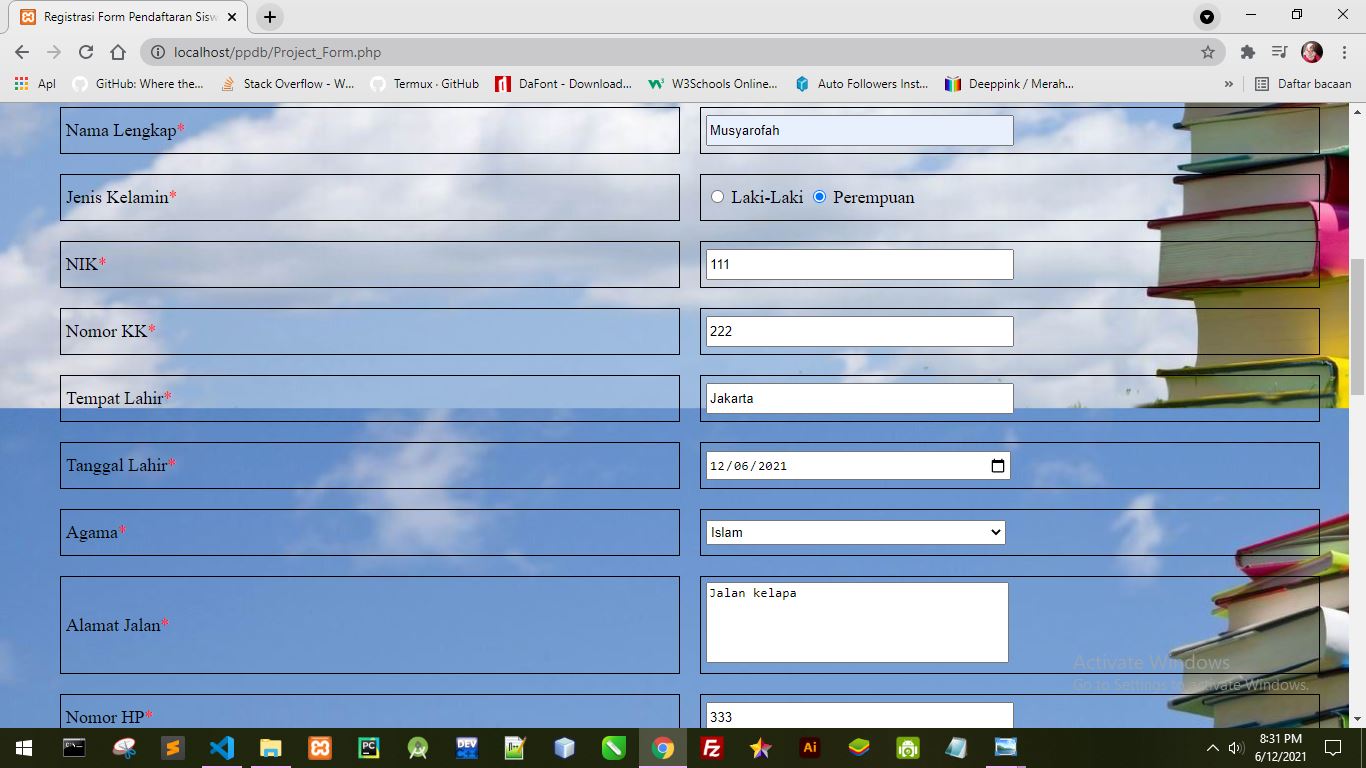 Registrasi Form Pendaftaran Sisw
localhost/ppdb/Project_Form.php
Apl GitHub: Where the... Stack Overflow - W... Termux · GitHub DaFont - Download... W3Schools Online... Auto Followers Inst... Deeppink / Merah... » Daftar bacaan
Nama Lengkap* Musyarofah
Jenis Kelamin* Laki-Laki Perempuan
NIK* 111
Nomor KK* 222
Tempat Lahir* Jakarta
Tanggal Lahir* 12/06/2021
Agama* Islam
Alamat Jalan* Jalan kelapa
Activate Windows
Go to Settings to activate Windows.
Nomor HP* 333
8:31 PM
6/12/2021